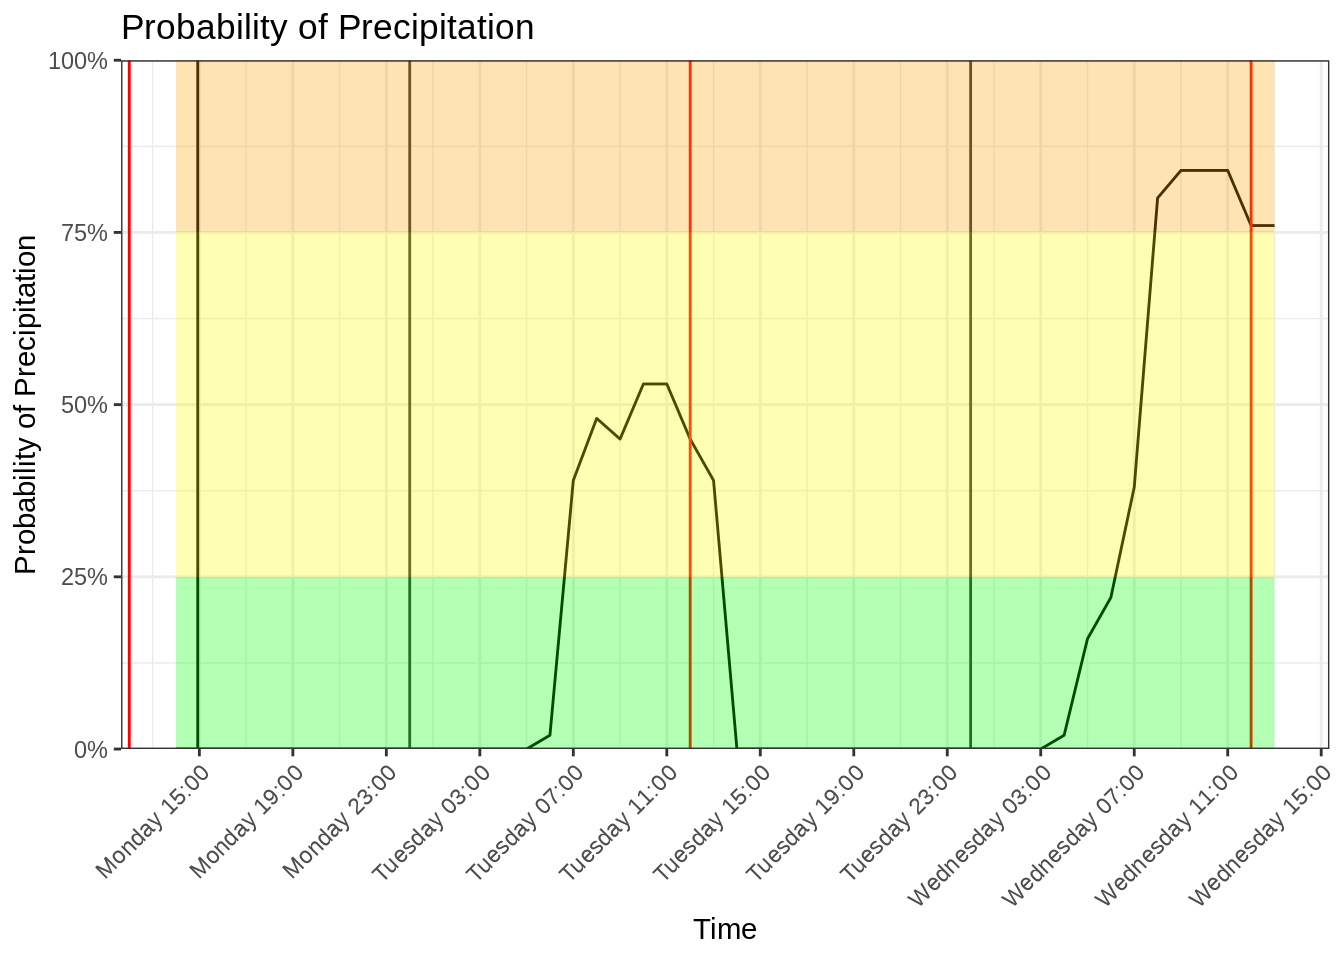 Probability of Precipitation
Probability of Precipitation
100%
75%
50%
25%
0%
Monday 15:00
Monday 19:00
Monday 23:00
Tuesday 03:00
Tuesday 07:00
Tuesday 11:00
Tuesday 15:00
Tuesday 19:00
Tuesday 23:00
Wednesday 03:00
Wednesday 07:00
Wednesday 11:00
Wednesday 15:00
Time